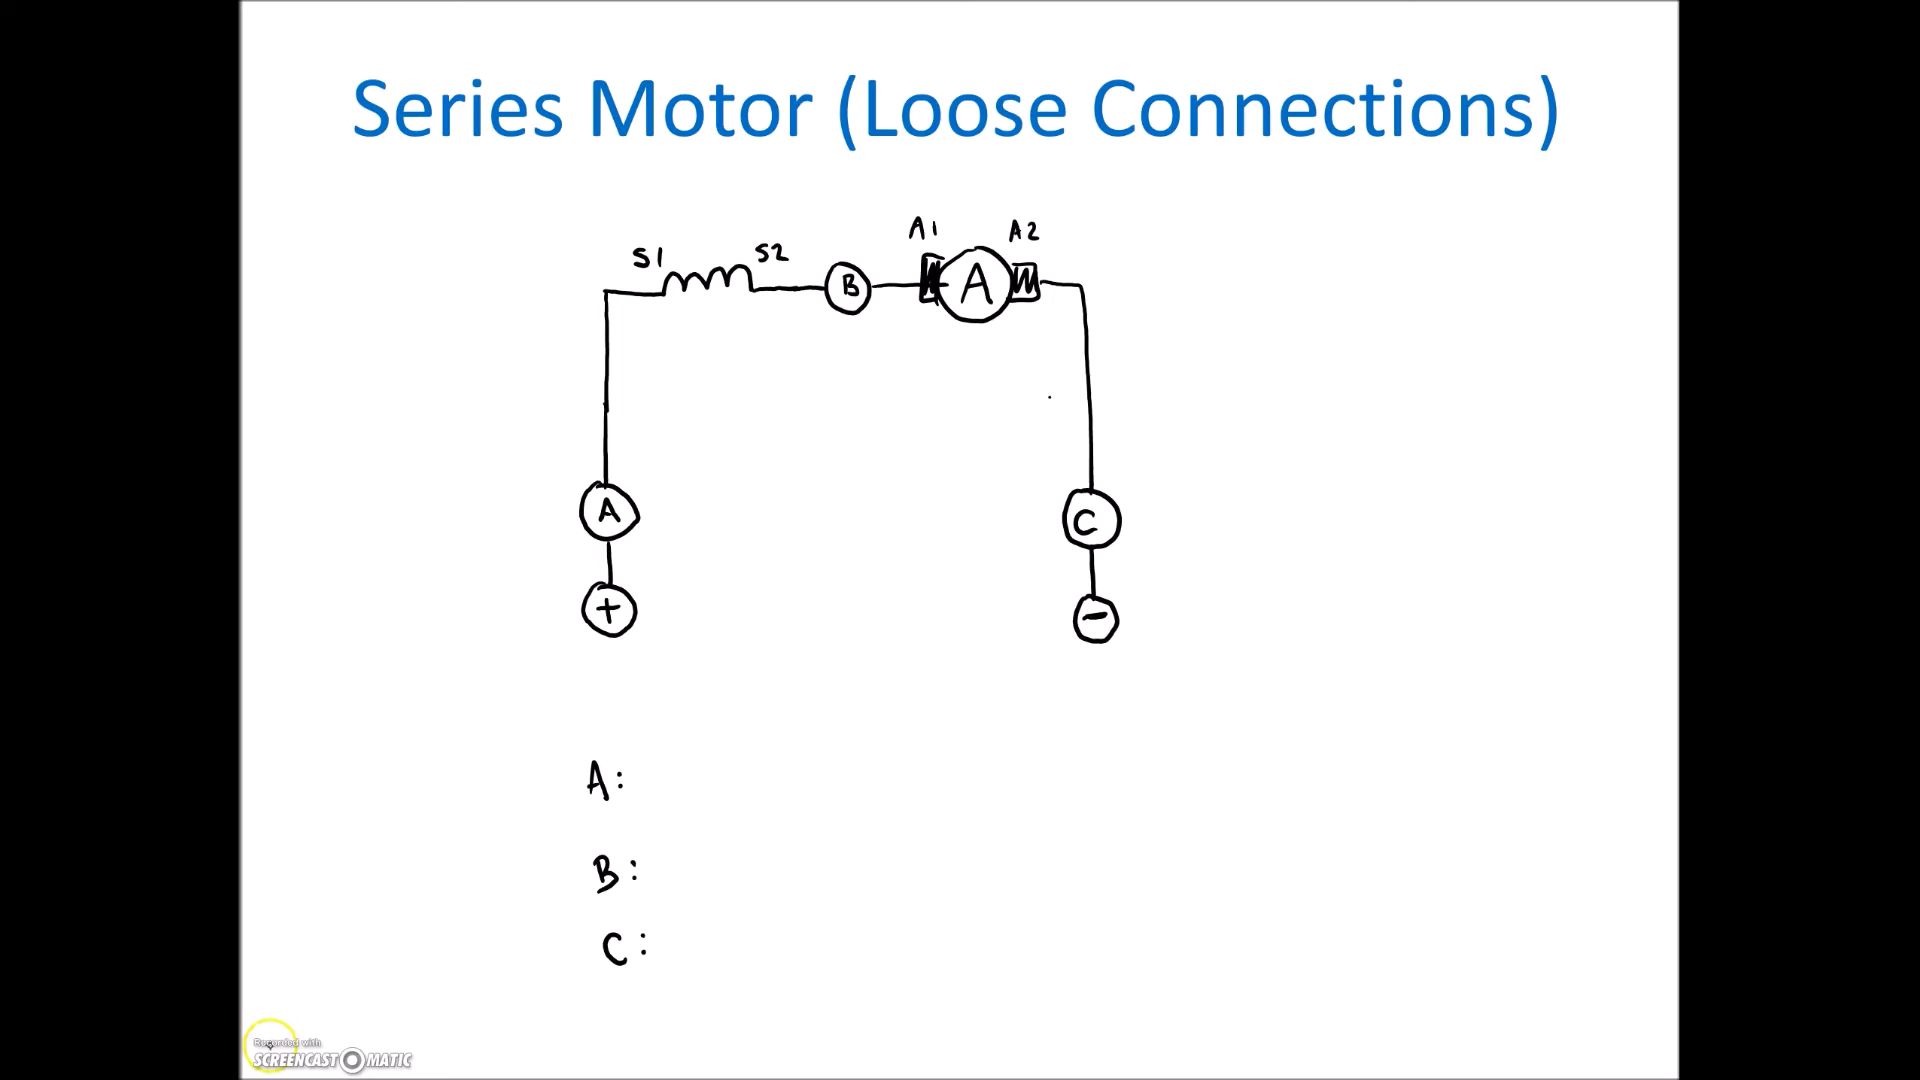 Series Motor (Loose Connections)
A1
A2
S1
S2
B
A
A
C
+
−
A:
B:
C:
Recorded with
SCREENCAST-O-MATIC